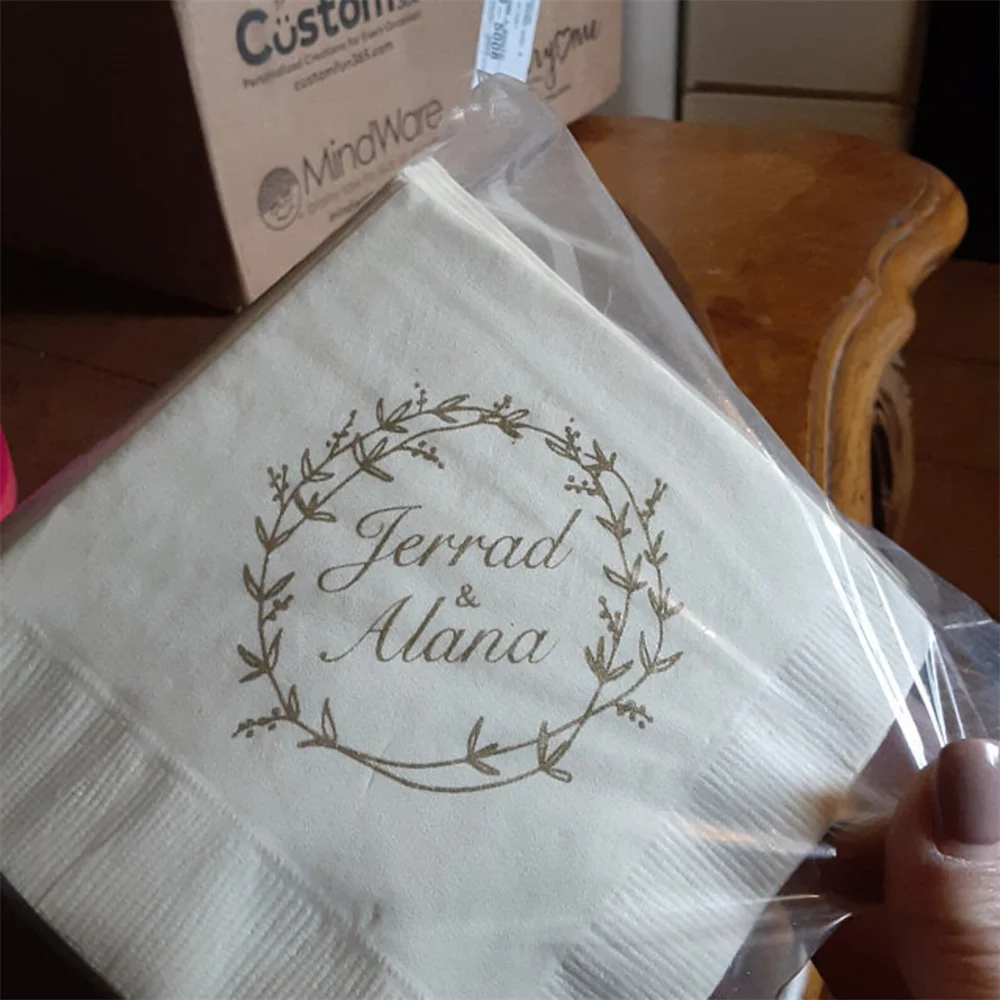 Custom
Personalized Creations for Every Occasion
customfun365.com
MindWare
Jerrad
&
Alana